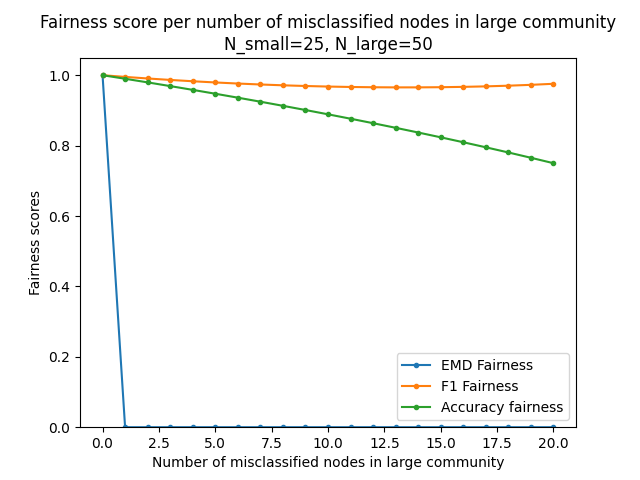 Fairness score per number of misclassified nodes in large community
N_small=25, N_large=50
Fairness scores
1.0
0.8
0.6
0.4
0.2
0.0
EMD Fairness
F1 Fairness
Accuracy fairness
0.0 2.5 5.0 7.5 10.0 12.5 15.0 17.5 20.0
Number of misclassified nodes in large community